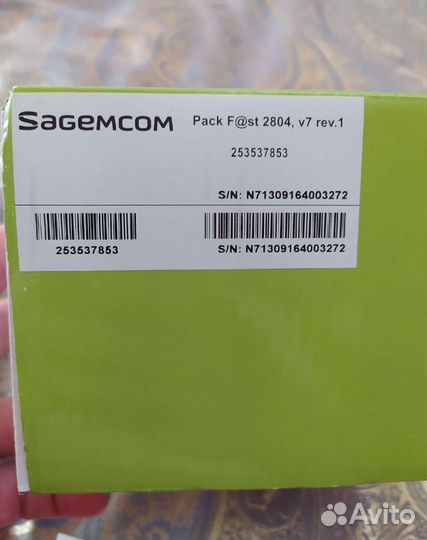 SAGEMCOM Pack F@st 2804, v7 rev.1
253537853
S/N: N71309164003272
253537853 S/N: N71309164003272
Avito